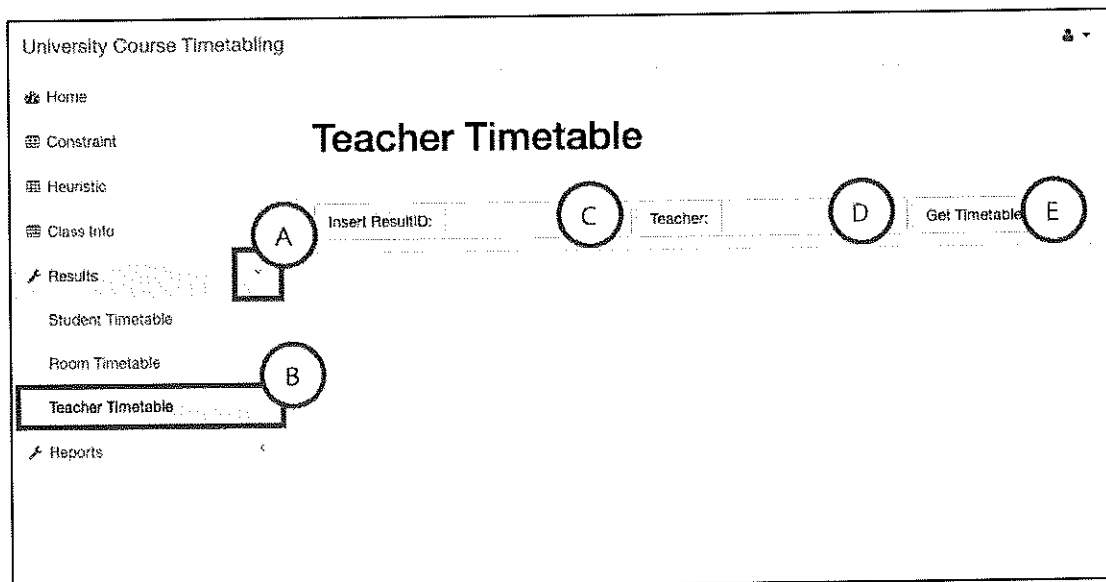 University Course Timetabling
Home
Constraint
Heuristic
Class Info
Results
Student Timetable
Room Timetable
Teacher Timetable
Reports
Teacher Timetable
Insert ResultID:
Teacher:
Get Timetable
A
B
C
D
E